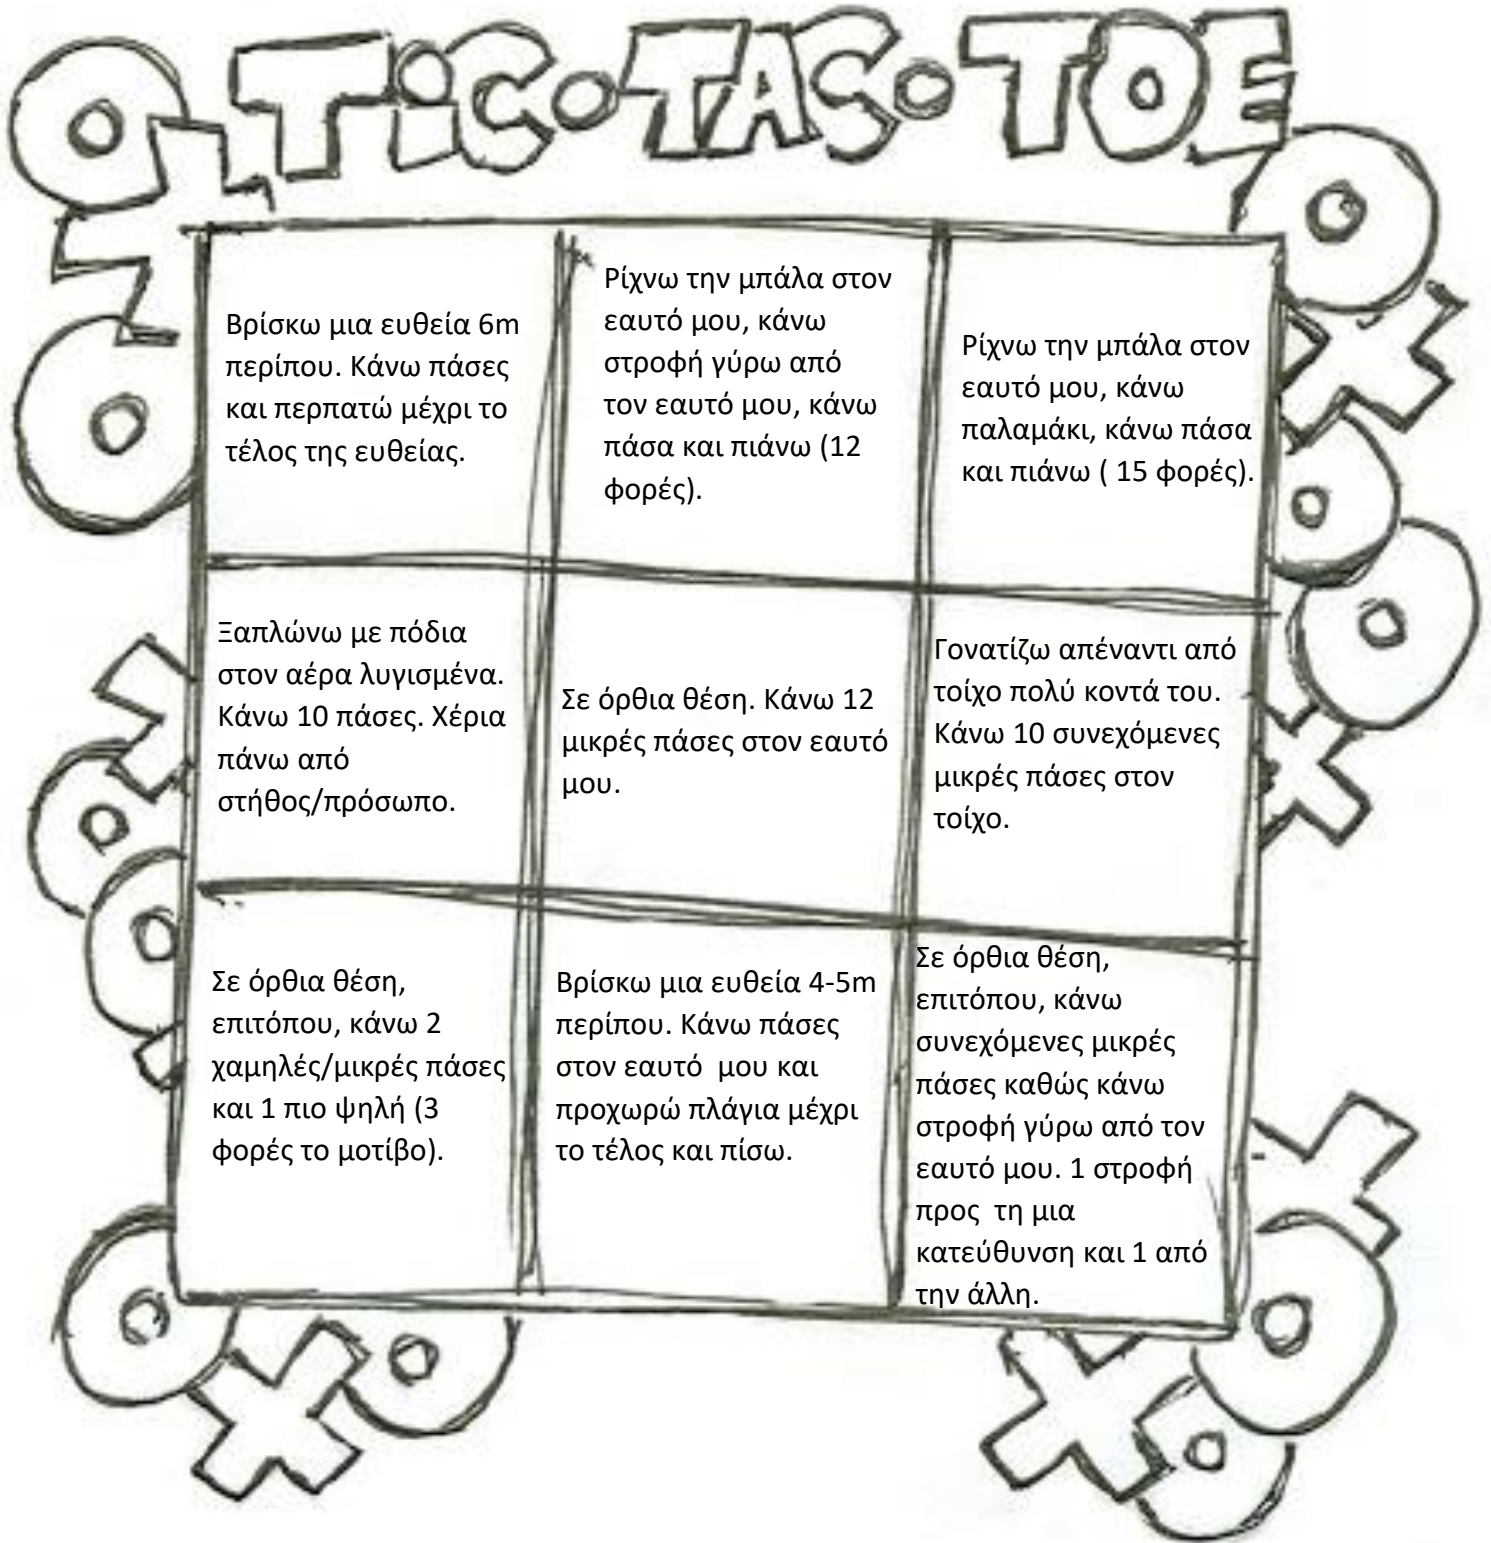 TiC·TAC·TOE
Βρίσκω μια ευθεία 6m
περίπου. Κάνω πάσες
και περπατώ μέχρι το
τέλος της ευθείας.
Ρίχνω την μπάλα στον
εαυτό μου, κάνω
στροφή γύρω από
τον εαυτό μου, κάνω
πάσα και πιάνω (12
φορές).
Ρίχνω την μπάλα στον
εαυτό μου, κάνω
παλαμάκι, κάνω πάσα
και πιάνω ( 15 φορές).
Ξαπλώνω με πόδια
στον αέρα λυγισμένα.
Κάνω 10 πάσες. Χέρια
πάνω από
στήθος/πρόσωπο.
Σε όρθια θέση. Κάνω 12
μικρές πάσες στον εαυτό
μου.
Γονατίζω απέναντι από
τοίχο πολύ κοντά του.
Κάνω 10 συνεχόμενες
μικρές πάσες στον
τοίχο.
Σε όρθια θέση,
επιτόπου, κάνω 2
χαμηλές/μικρές πάσες
και 1 πιο ψηλή (3
φορές το μοτίβο).
Βρίσκω μια ευθεία 4-5m
περίπου. Κάνω πάσες
στον εαυτό  μου και
προχωρώ πλάγια μέχρι
το τέλος και πίσω.
Σε όρθια θέση,
επιτόπου, κάνω
συνεχόμενες μικρές
πάσες καθώς κάνω
στροφή γύρω από τον
εαυτό μου. 1 στροφή
προς  τη μια
κατεύθυνση και 1 από
την άλλη.